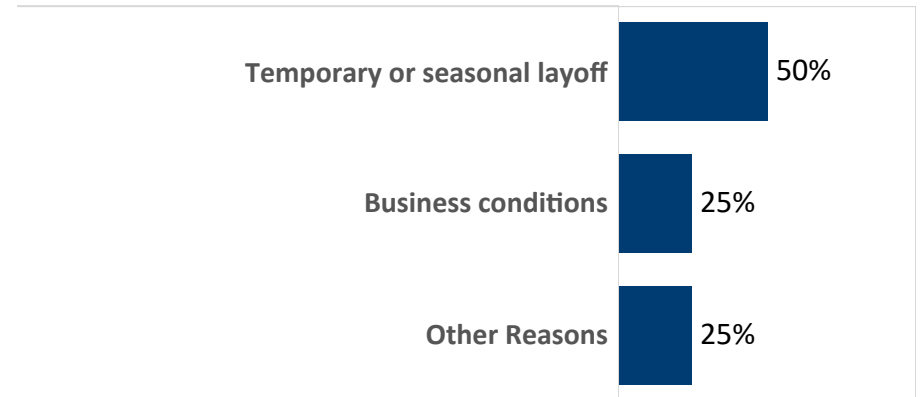 Temporary or seasonal layoff 50%
Business conditions 25%
Other Reasons 25%